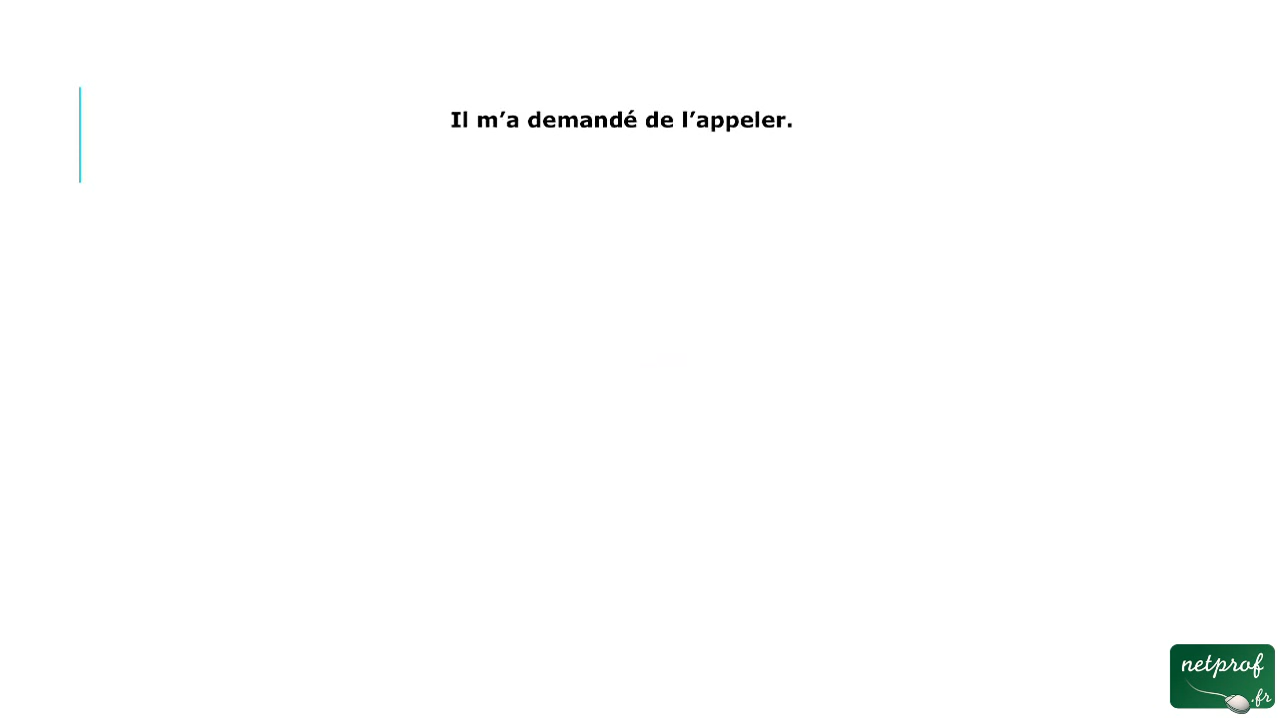 Il m’a demandé de l’appeler.
netprof
.fr